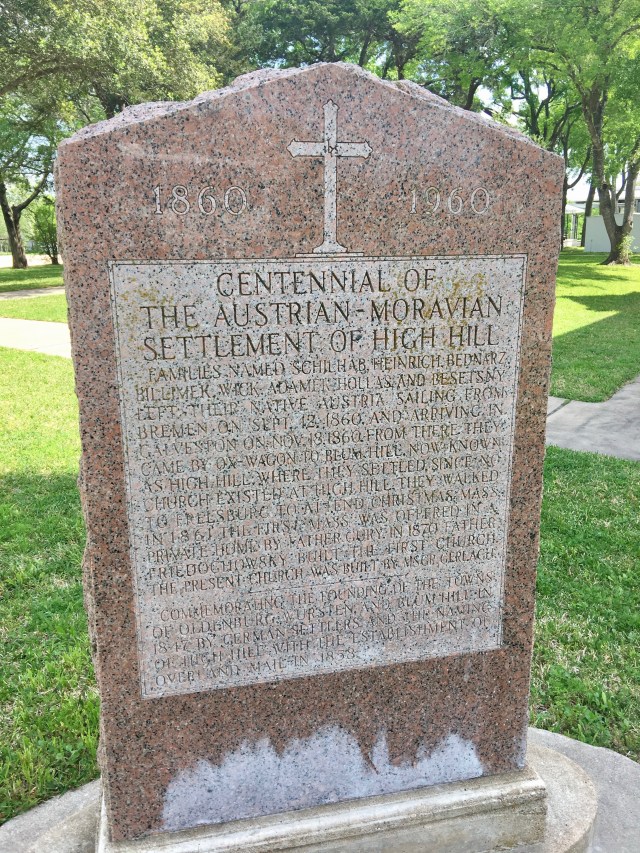 1860 1960
CENTENNIAL OF
THE AUSTRIAN-MORAVIAN
SETTLEMENT OF HIGH HILL
FAMILIES NAMED SCHILHAB, HEINRICH, BEDNARZ
BILLIMEK, WICK, ADAMEK, HOLLAS, AND BESETSNY
LEFT THEIR NATIVE AUSTRIA, SAILING FROM
BREMEN ON SEPT. 12, 1860, AND ARRIVING IN
GALVESTON ON NOV. 18, 1860. FROM THERE THEY
CAME BY OX-WAGON TO BLUM HILL, NOW KNOWN
AS HIGH HILL, WHERE THEY SETTLED. SINCE NO
CHURCH EXISTED AT HIGH HILL, THEY WALKED
TO FRELSBURG TO ATTEND CHRISTMAS MASS.
IN 1861 THE FIRST MASS WAS OFFERED IN A
PRIVATE HOME BY FATHER GURY. IN 1870 FATHER
FRIEDOCHOWSKY BUILT THE FIRST CHURCH.
THE PRESENT CHURCH WAS BUILT BY MSGR. GERLACH.
COMMEMORATING THE FOUNDING OF THE TOWNS
OF OLDENBURG, WURSTEN, AND BLUM HILL IN
1847 BY GERMAN SETTLERS AND THE NAMING
OF HIGH HILL WITH THE ESTABLISHMENT OF
OVERLAND MAIL IN 1858.